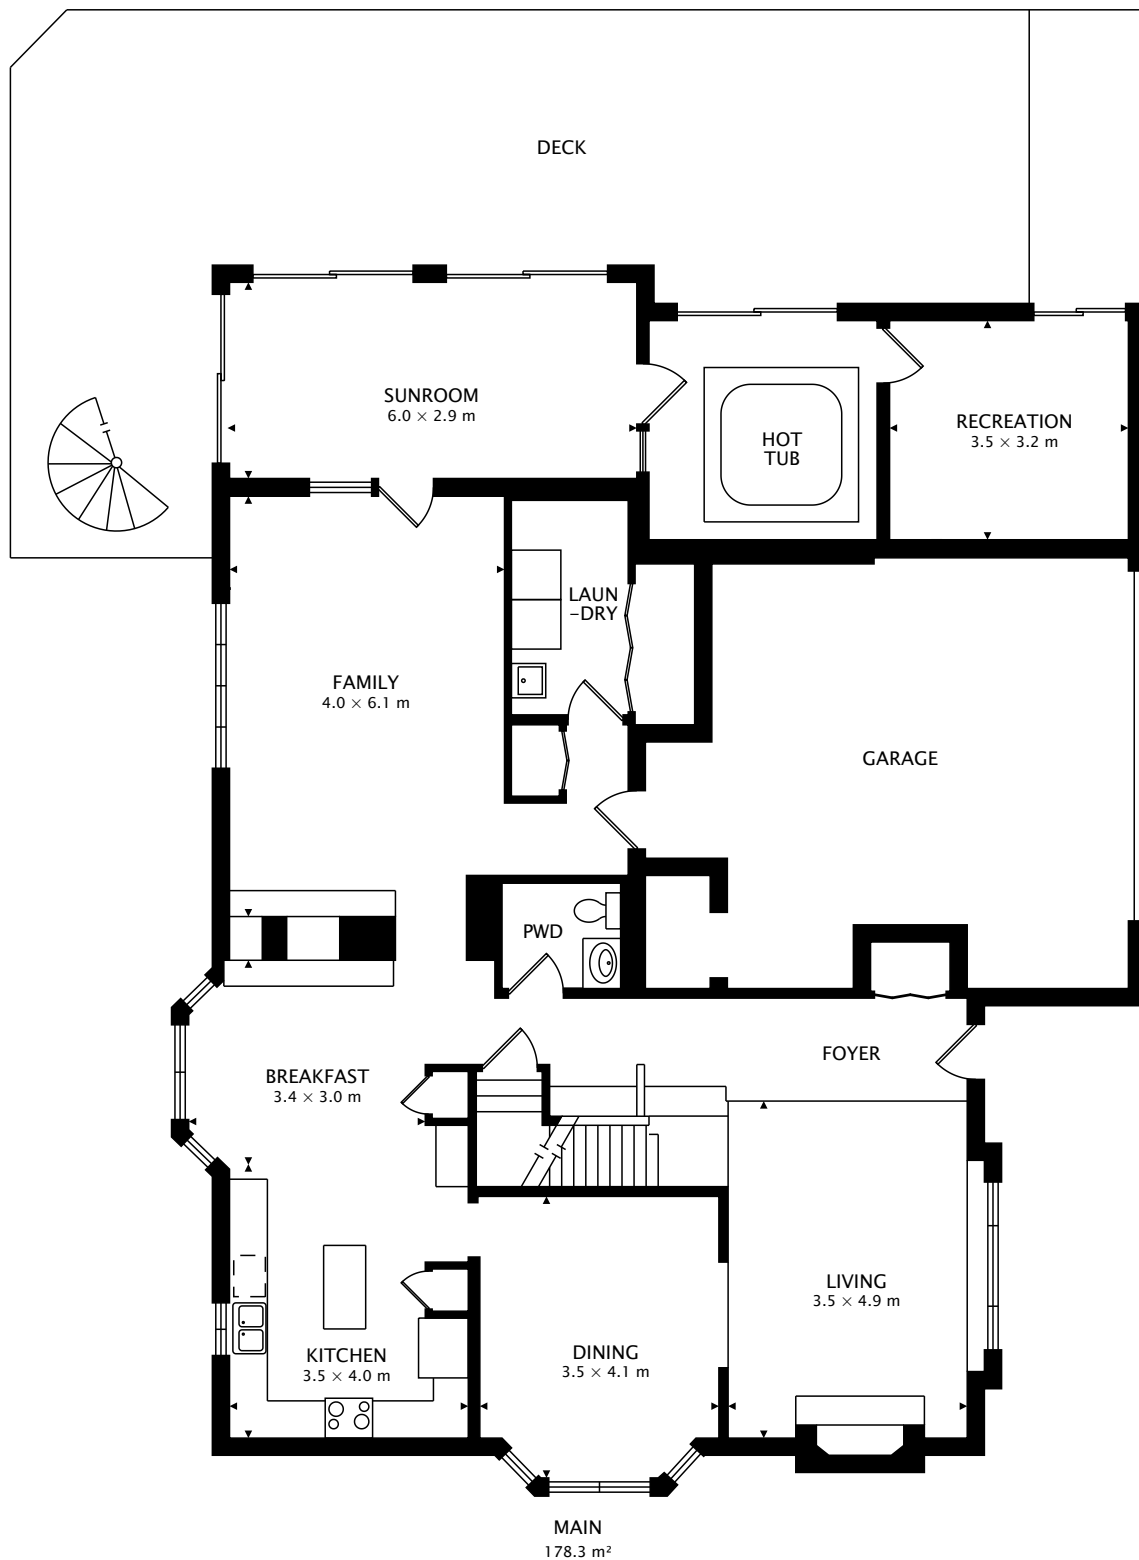 DECK
SUNROOM
6.0 × 2.9 m
HOT
TUB
RECREATION
3.5 × 3.2 m
LAUN
-DRY
FAMILY
4.0 × 6.1 m
GARAGE
PWD
FOYER
BREAKFAST
3.4 × 3.0 m
LIVING
3.5 × 4.9 m
KITCHEN
3.5 × 4.0 m
DINING
3.5 × 4.1 m
MAIN
178.3 m²